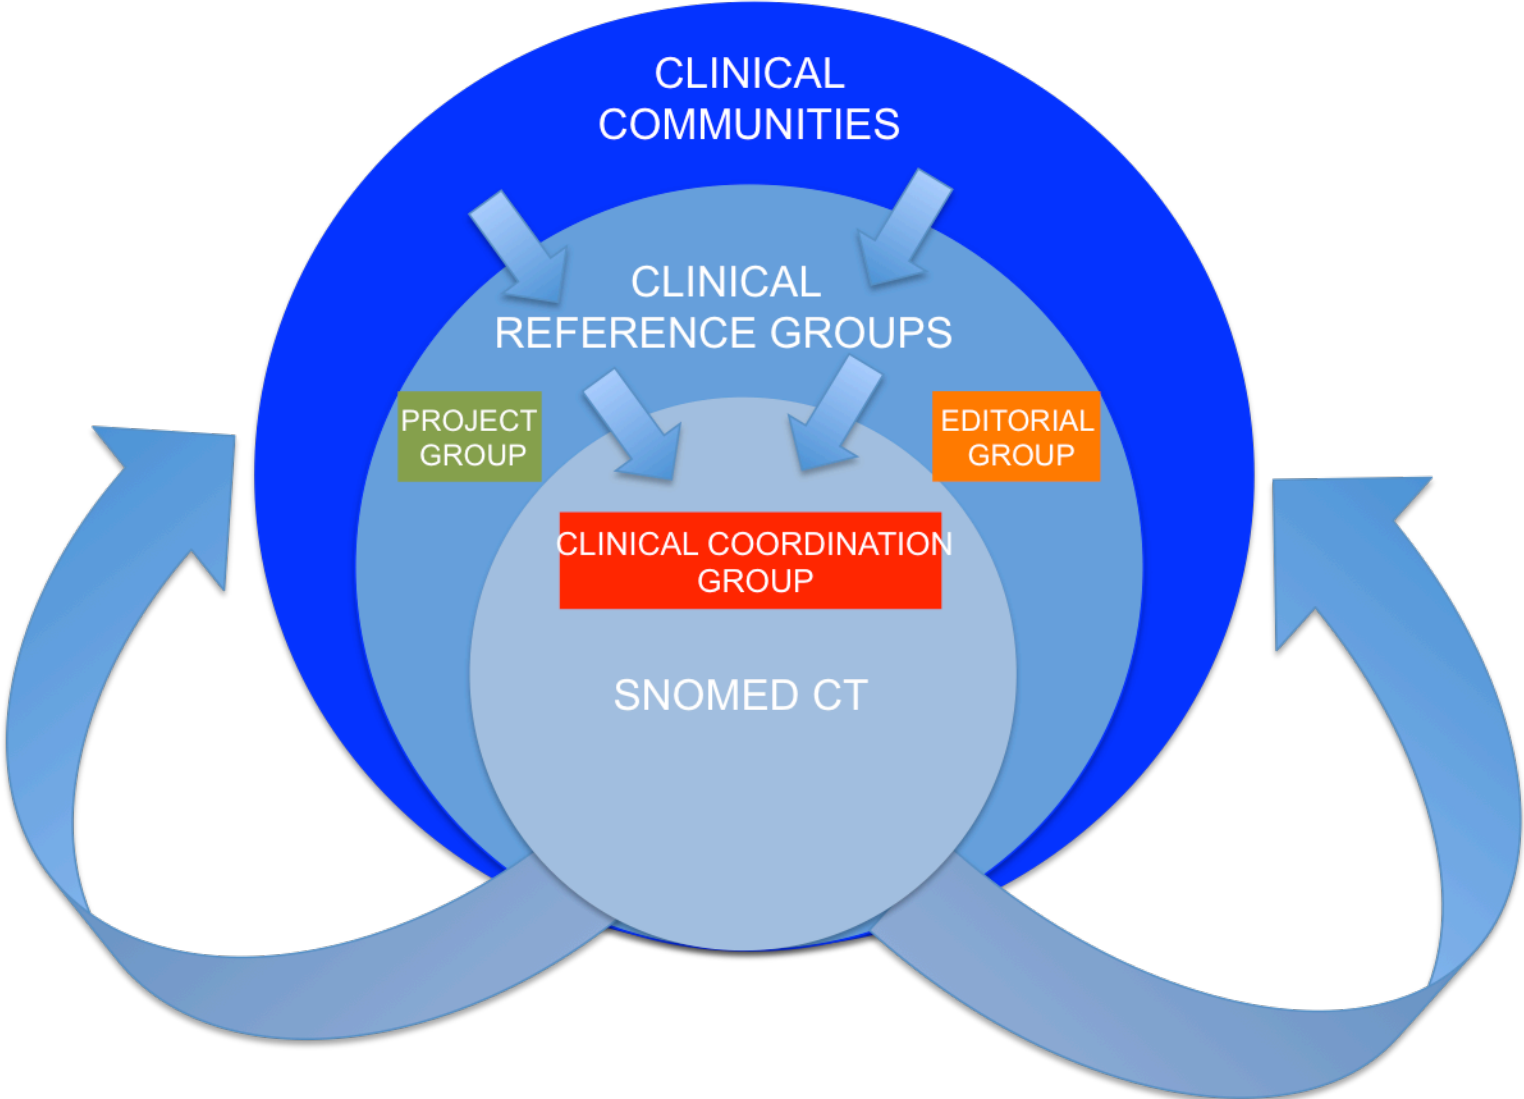 CLINICAL
COMMUNITIES
CLINICAL
REFERENCE GROUPS
PROJECT
GROUP
EDITORIAL
GROUP
CLINICAL COORDINATION
GROUP
SNOMED CT